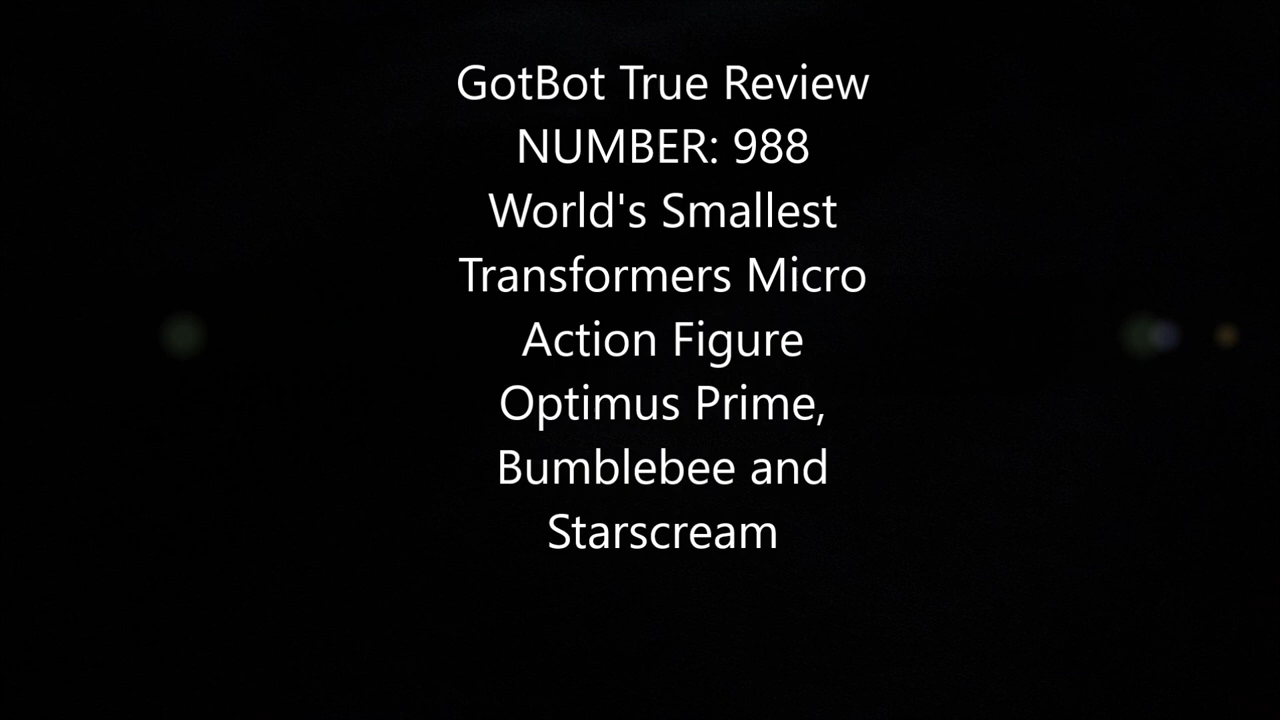 GotBot True Review
NUMBER: 988
World's Smallest
Transformers Micro
Action Figure
Optimus Prime,
Bumblebee and
Starscream